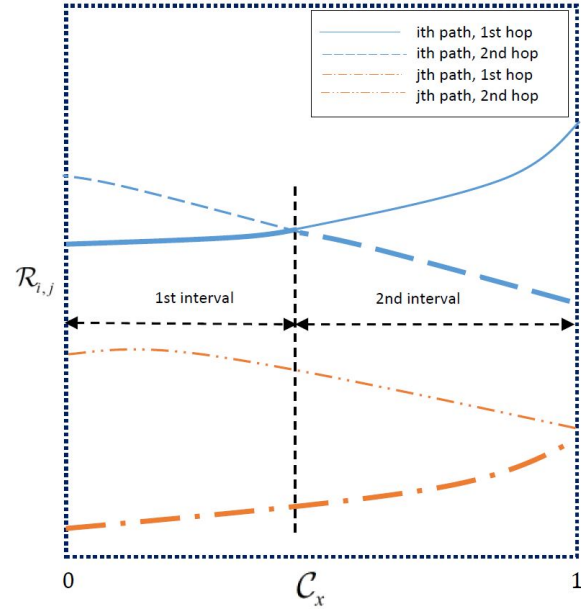 ith path, 1st hop
ith path, 2nd hop
jth path, 1st hop
jth path, 2nd hop
1st interval
2nd interval
ℛi,j
0
𝒞x
1